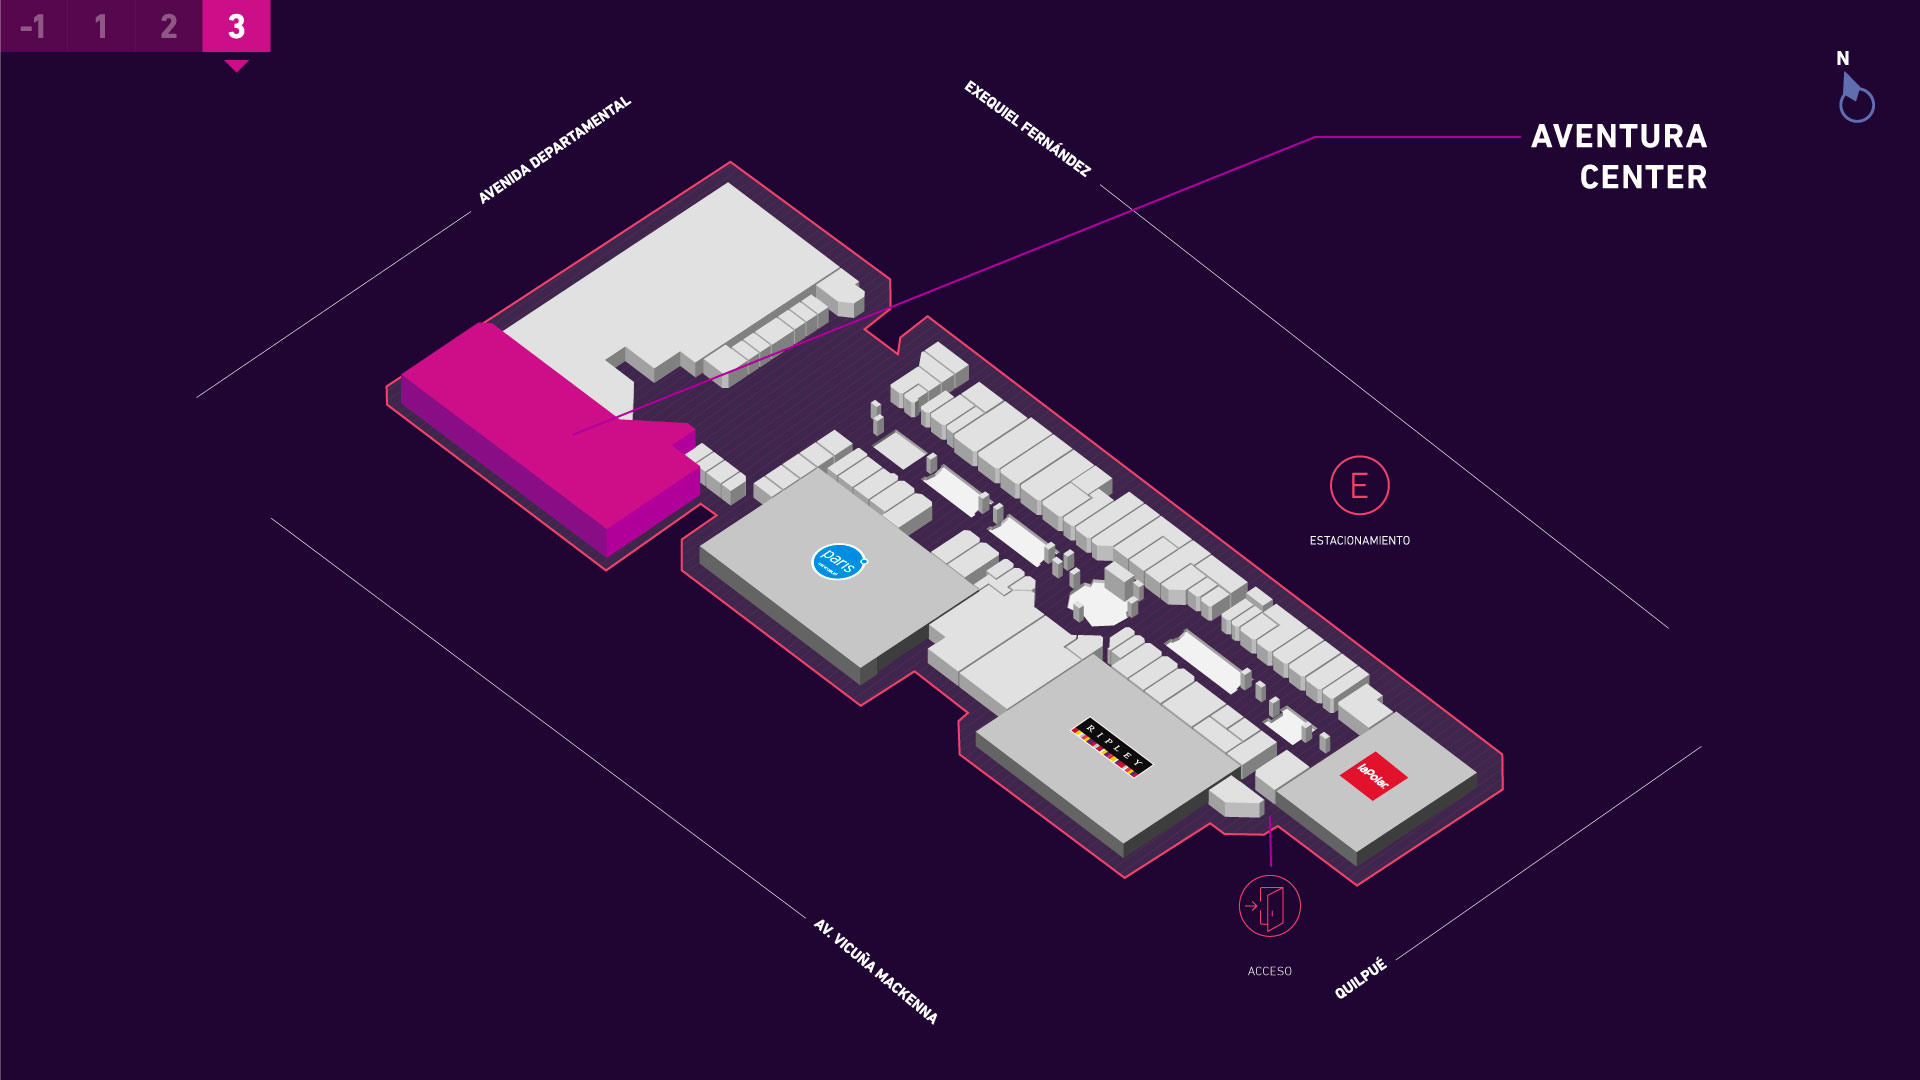 -1 1 2 3
N
AVENIDA DEPARTAMENTAL
EXEQUIEL FERNÁNDEZ
AVENTURA
CENTER
E
ESTACIONAMIENTO
paris
RIPLEY
laPolar
ACCESO
AV. VICUÑA MACKENNA
QUILPUÉ